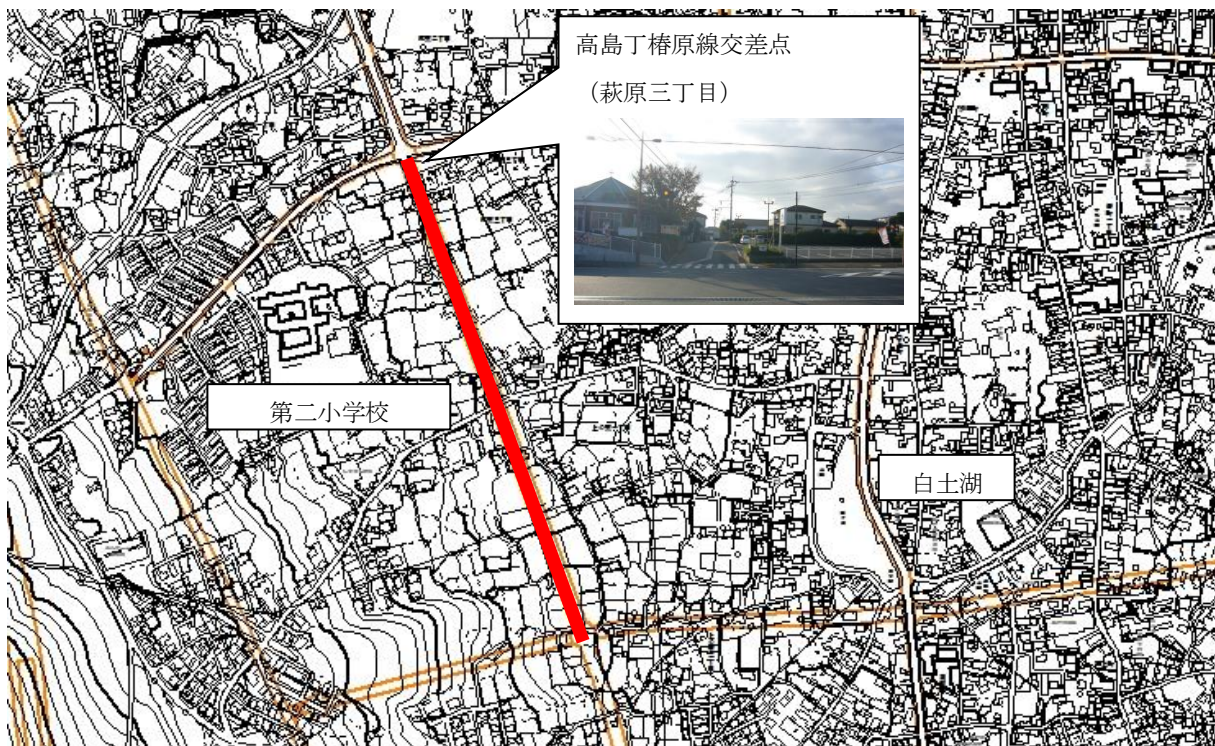 高島丁椿原線交差点
（萩原三丁目）
第二小学校
白土湖